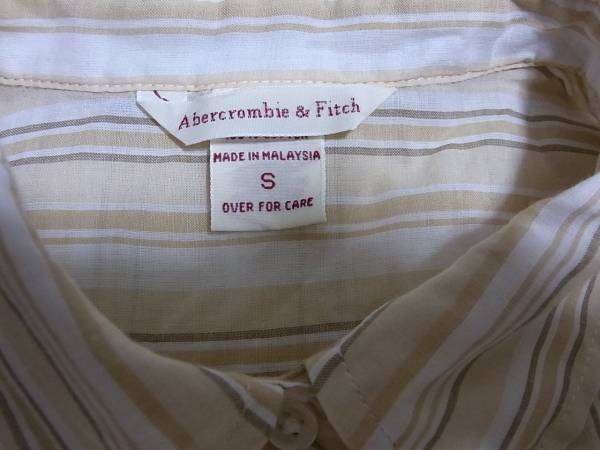 Abercrombie & Fitch
MADE IN MALAYSIA
S
OVER FOR CARE